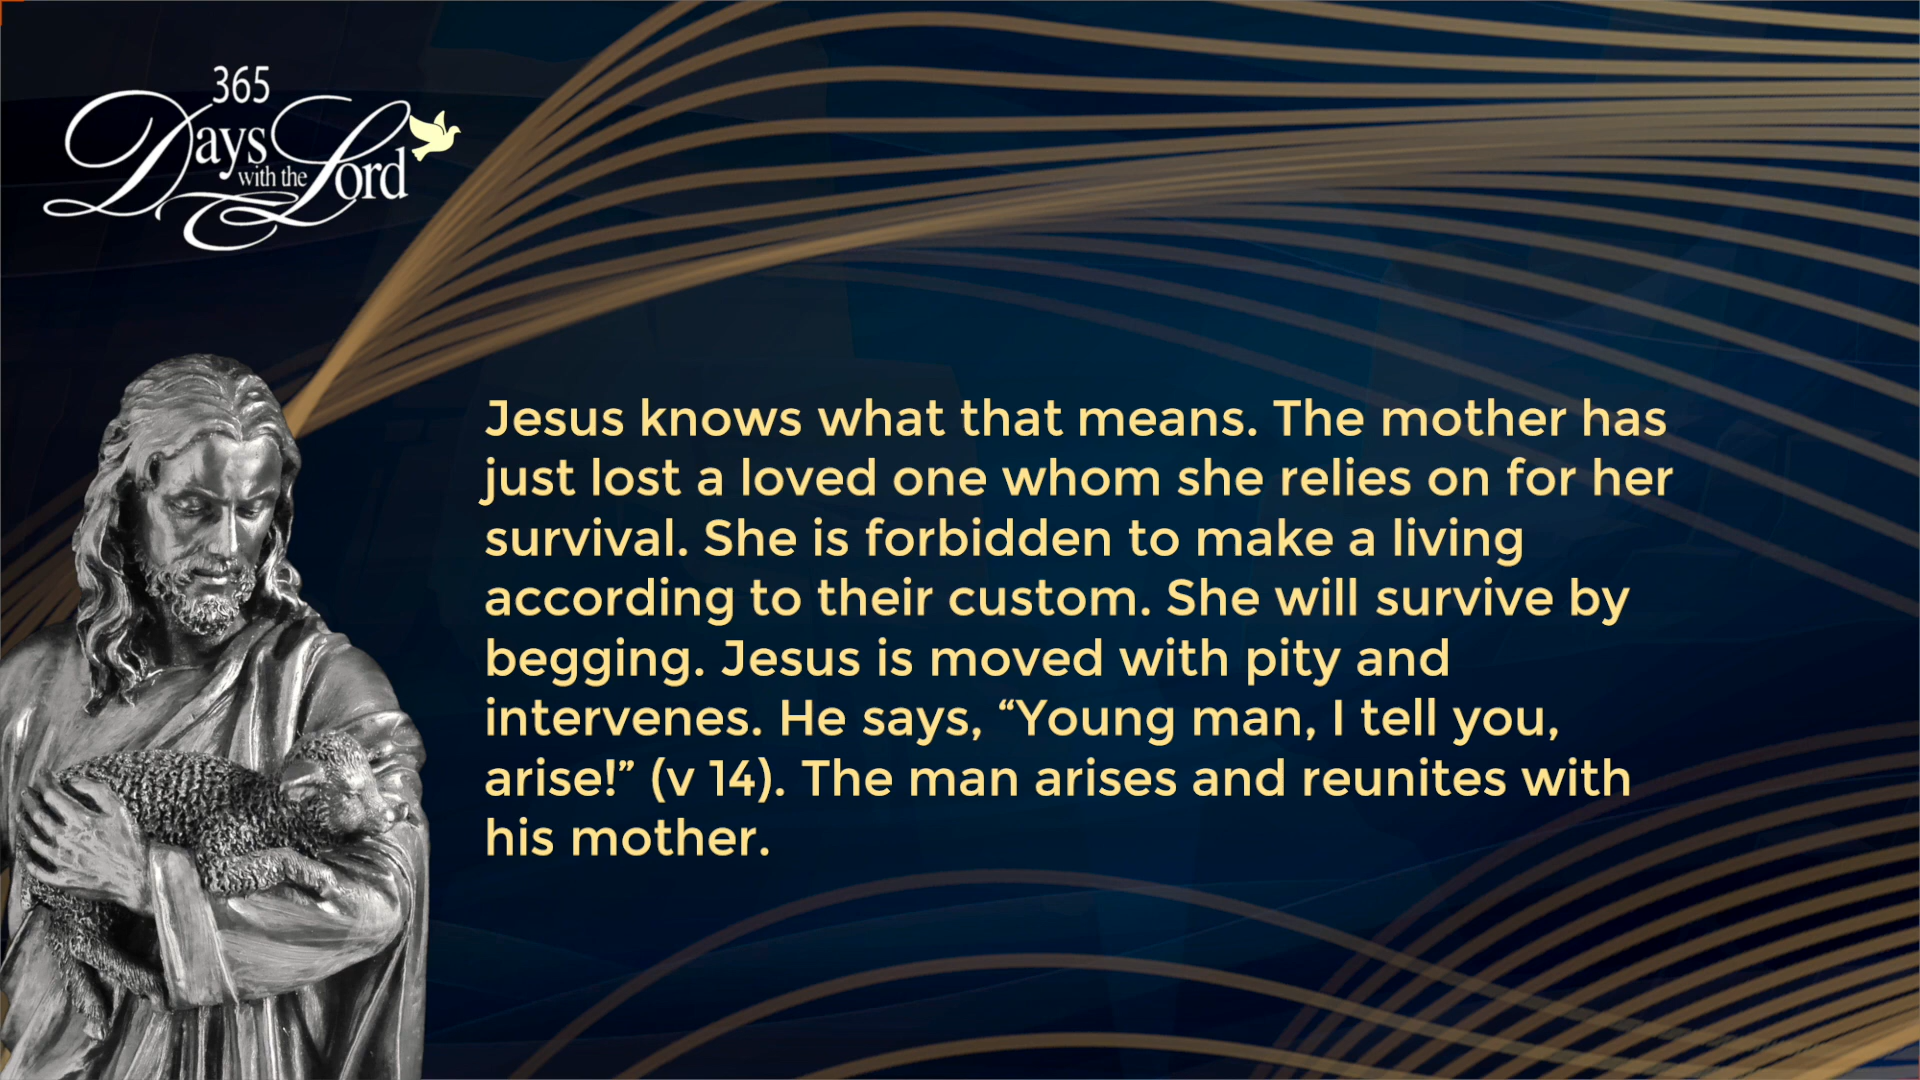 365
Days
with the
Lord
Jesus knows what that means. The mother has
just lost a loved one whom she relies on for her
survival. She is forbidden to make a living
according to their custom. She will survive by
begging. Jesus is moved with pity and
intervenes. He says, “Young man, I tell you,
arise!” (v 14). The man arises and reunites with
his mother.